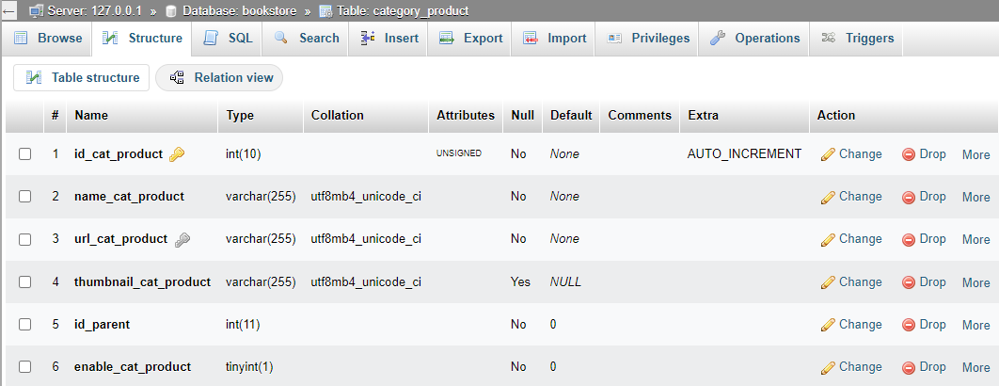 ← Server: 127.0.0.1 » Database: bookstore » Table: category_product
Browse Structure SQL Search Insert Export Import Privileges Operations Triggers
Table structure Relation view
# Name Type Collation Attributes Null Default Comments Extra Action
1 id_cat_product int(10) UNSIGNED No None AUTO_INCREMENT Change Drop More
2 name_cat_product varchar(255) utf8mb4_unicode_ci No None Change Drop More
3 url_cat_product varchar(255) utf8mb4_unicode_ci No None Change Drop More
4 thumbnail_cat_product varchar(255) utf8mb4_unicode_ci Yes NULL Change Drop More
5 id_parent int(11) No 0 Change Drop More
6 enable_cat_product tinyint(1) No 0 Change Drop More